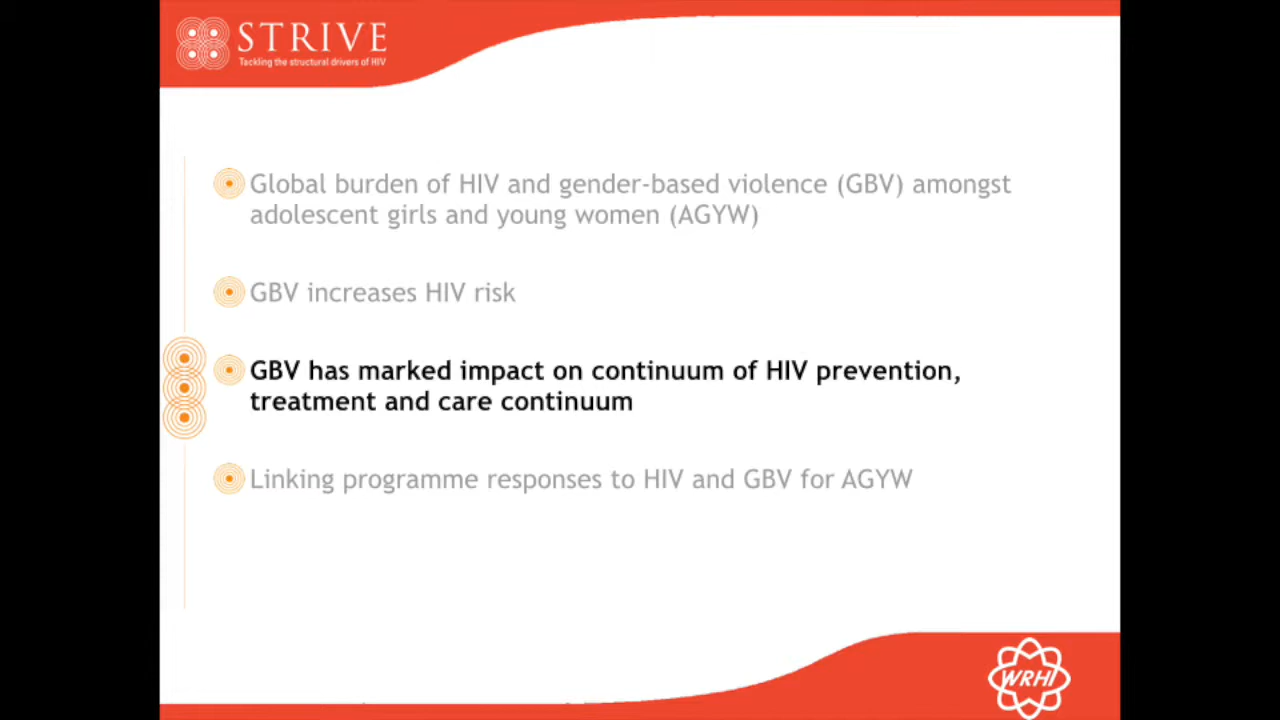 STRIVE
Tackling the structural drivers of HIV
Global burden of HIV and gender-based violence (GBV) amongst
adolescent girls and young women (AGYW)
GBV increases HIV risk
GBV has marked impact on continuum of HIV prevention,
treatment and care continuum
Linking programme responses to HIV and GBV for AGYW
WRHI